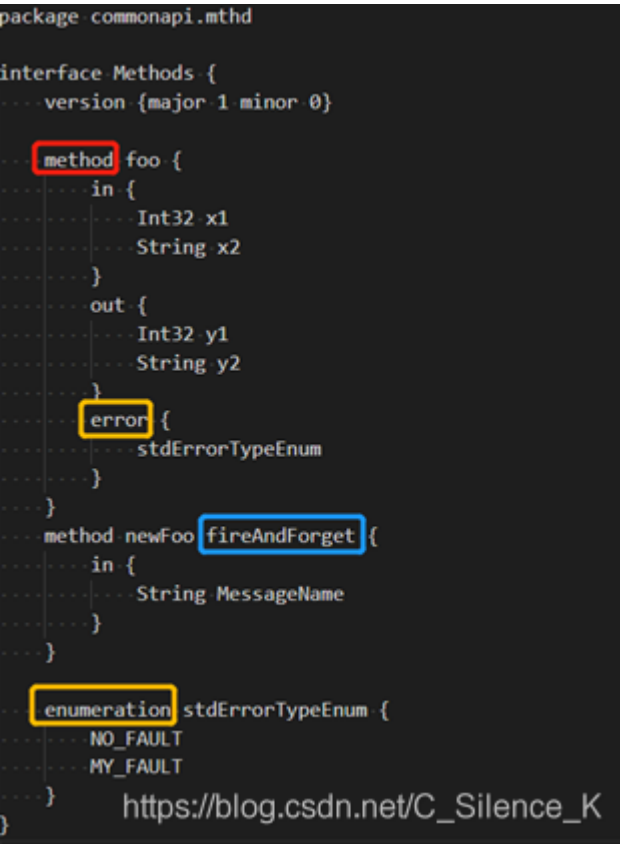 package commonapi.mthd
interface Methods {
version {major 1 minor 0}
method foo {
in {
Int32 x1
String x2
}
out {
Int32 y1
String y2
}
error {
stdErrorTypeEnum
}
}
method newFoo fireAndForget {
in {
String MessageName
}
}
enumeration stdErrorTypeEnum {
NO_FAULT
MY_FAULT
}
https://blog.csdn.net/C_Silence_K
}